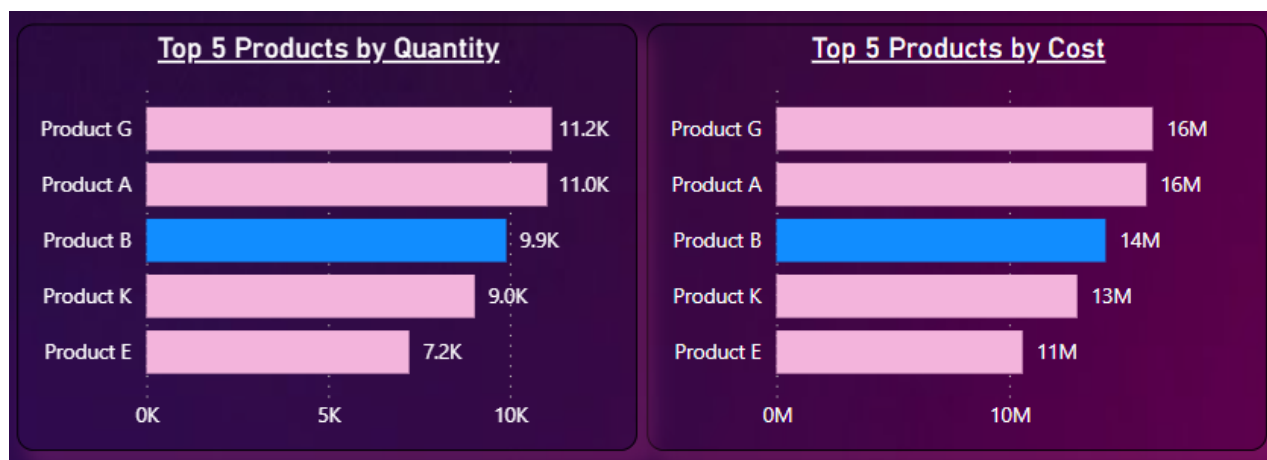 Top 5 Products by Quantity
Product G 11.2K
Product A 11.0K
Product B 9.9K
Product K 9.0K
Product E 7.2K
0K 5K 10K
Top 5 Products by Cost
Product G 16M
Product A 16M
Product B 14M
Product K 13M
Product E 11M
0M 10M